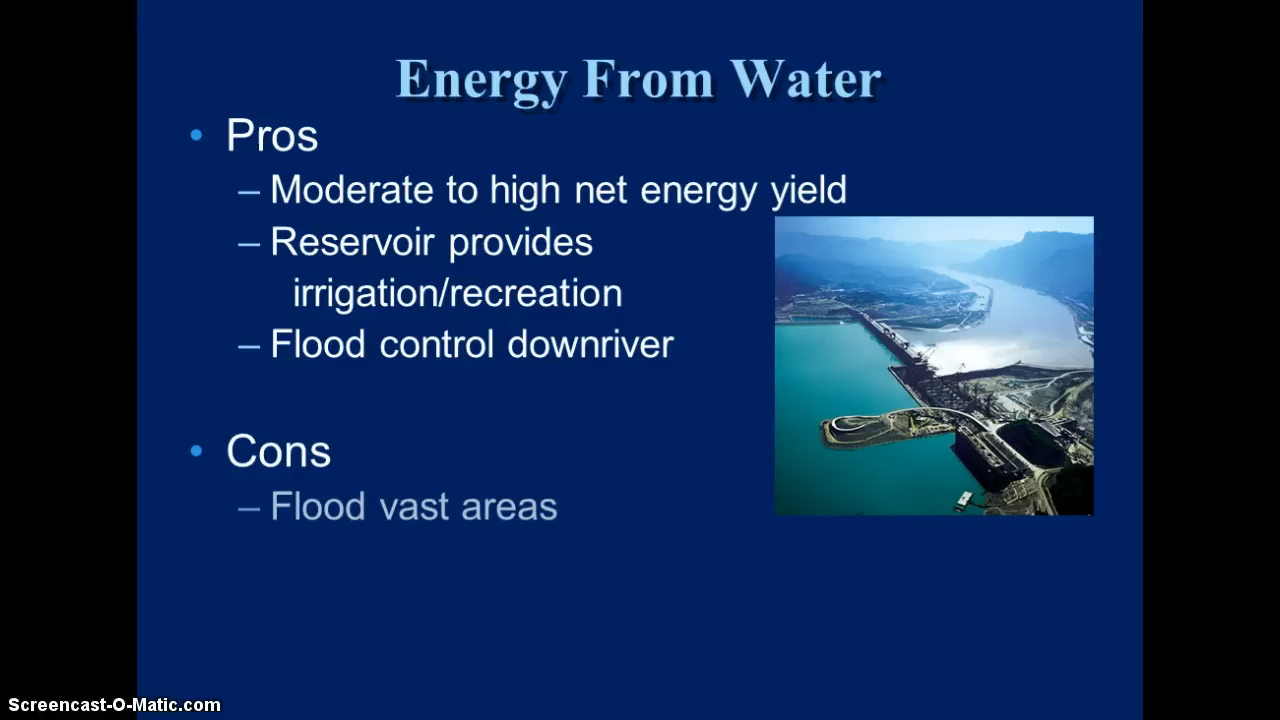 Energy From Water
• Pros
– Moderate to high net energy yield
– Reservoir provides
irrigation/recreation
– Flood control downriver
• Cons
– Flood vast areas
Screencast-O-Matic.com